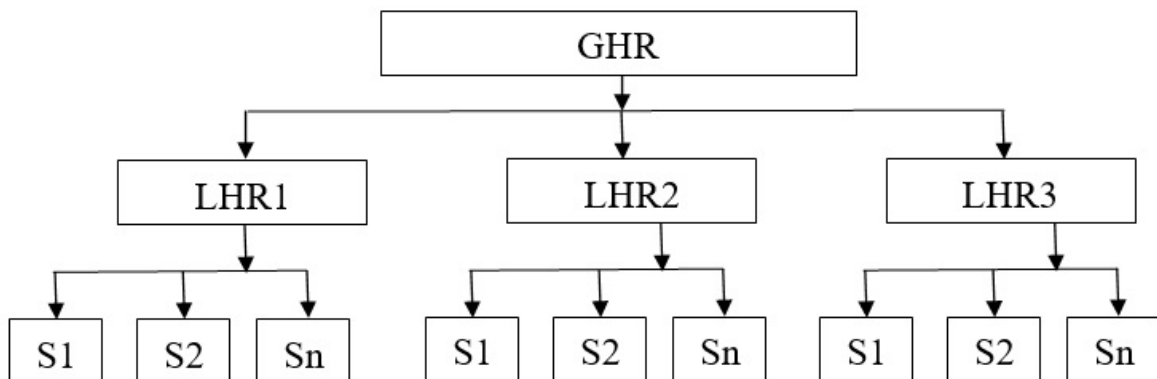 GHR
LHR1 LHR2 LHR3
S1 S2 Sn S1 S2 Sn S1 S2 Sn